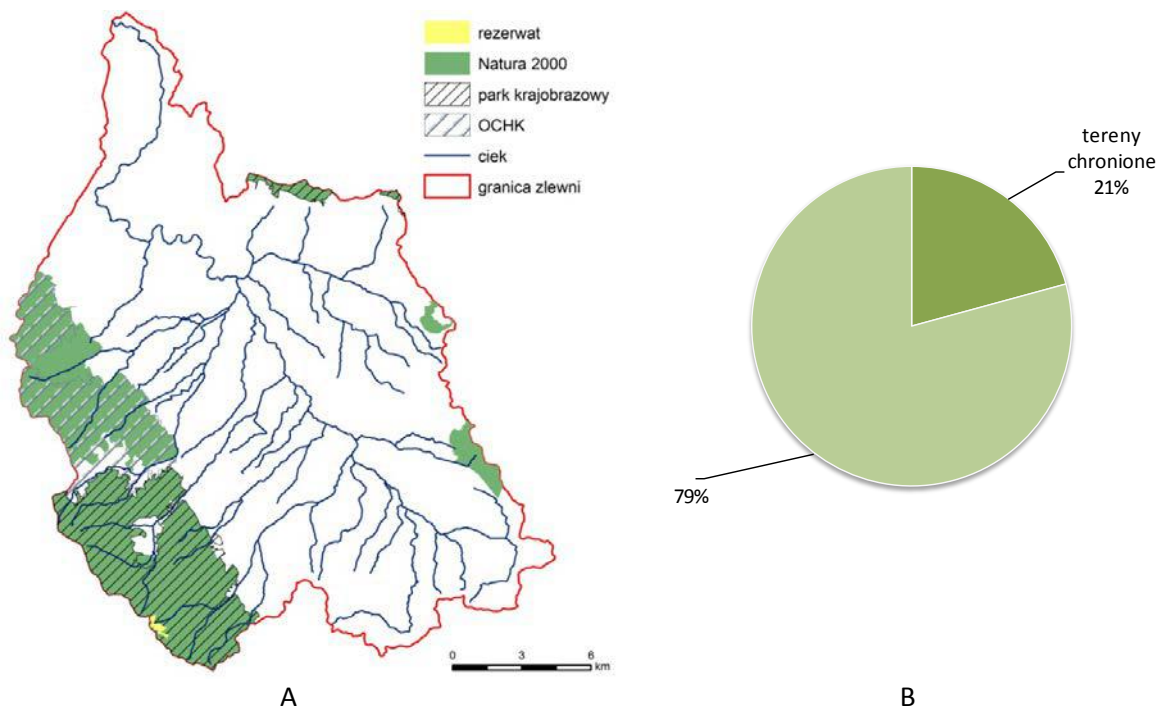 rezerwat
Natura 2000
park krajobrazowy
OCHK
ciek
granica zlewni
0 3 6
km
A
tereny
chronione
21%
79%
B